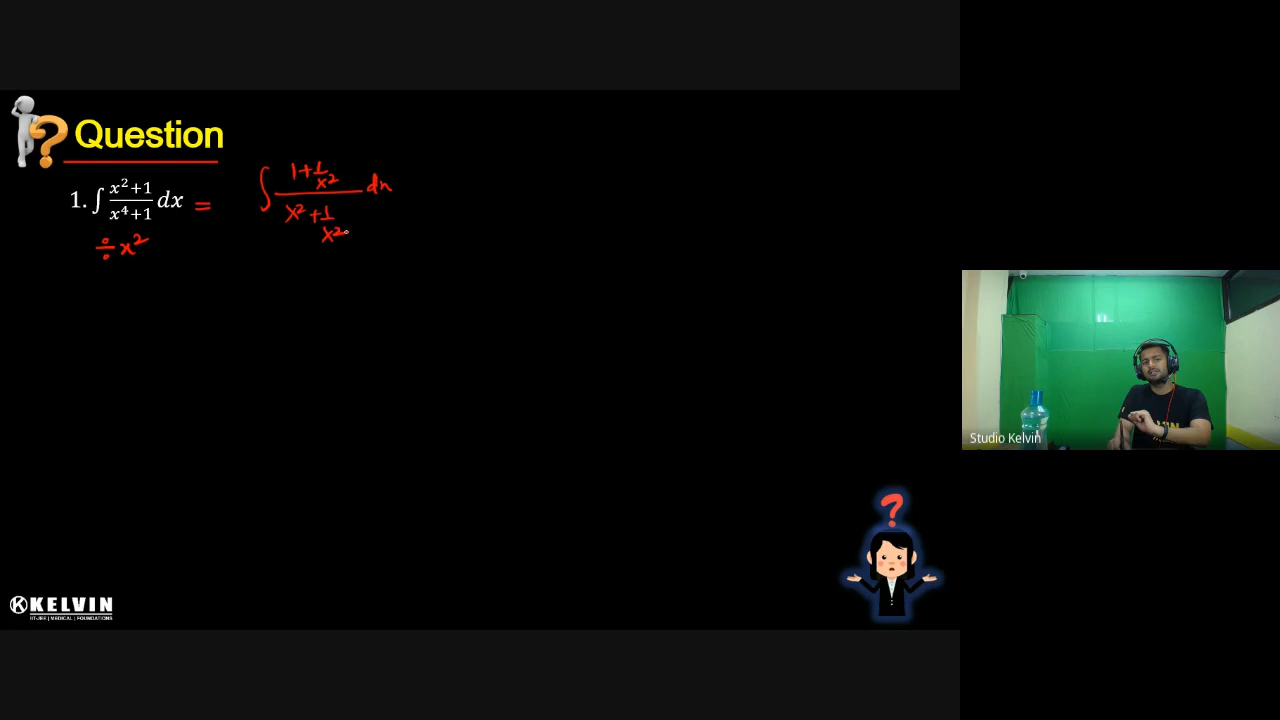 Question
1. ∫ x²+1 / x⁴+1 dx = ∫ 1+1/x² / x²+1/x² dx
÷ x²
Studio Kelvin
KELVIN
IIT-JEE | MEDICAL | FOUNDATIONS